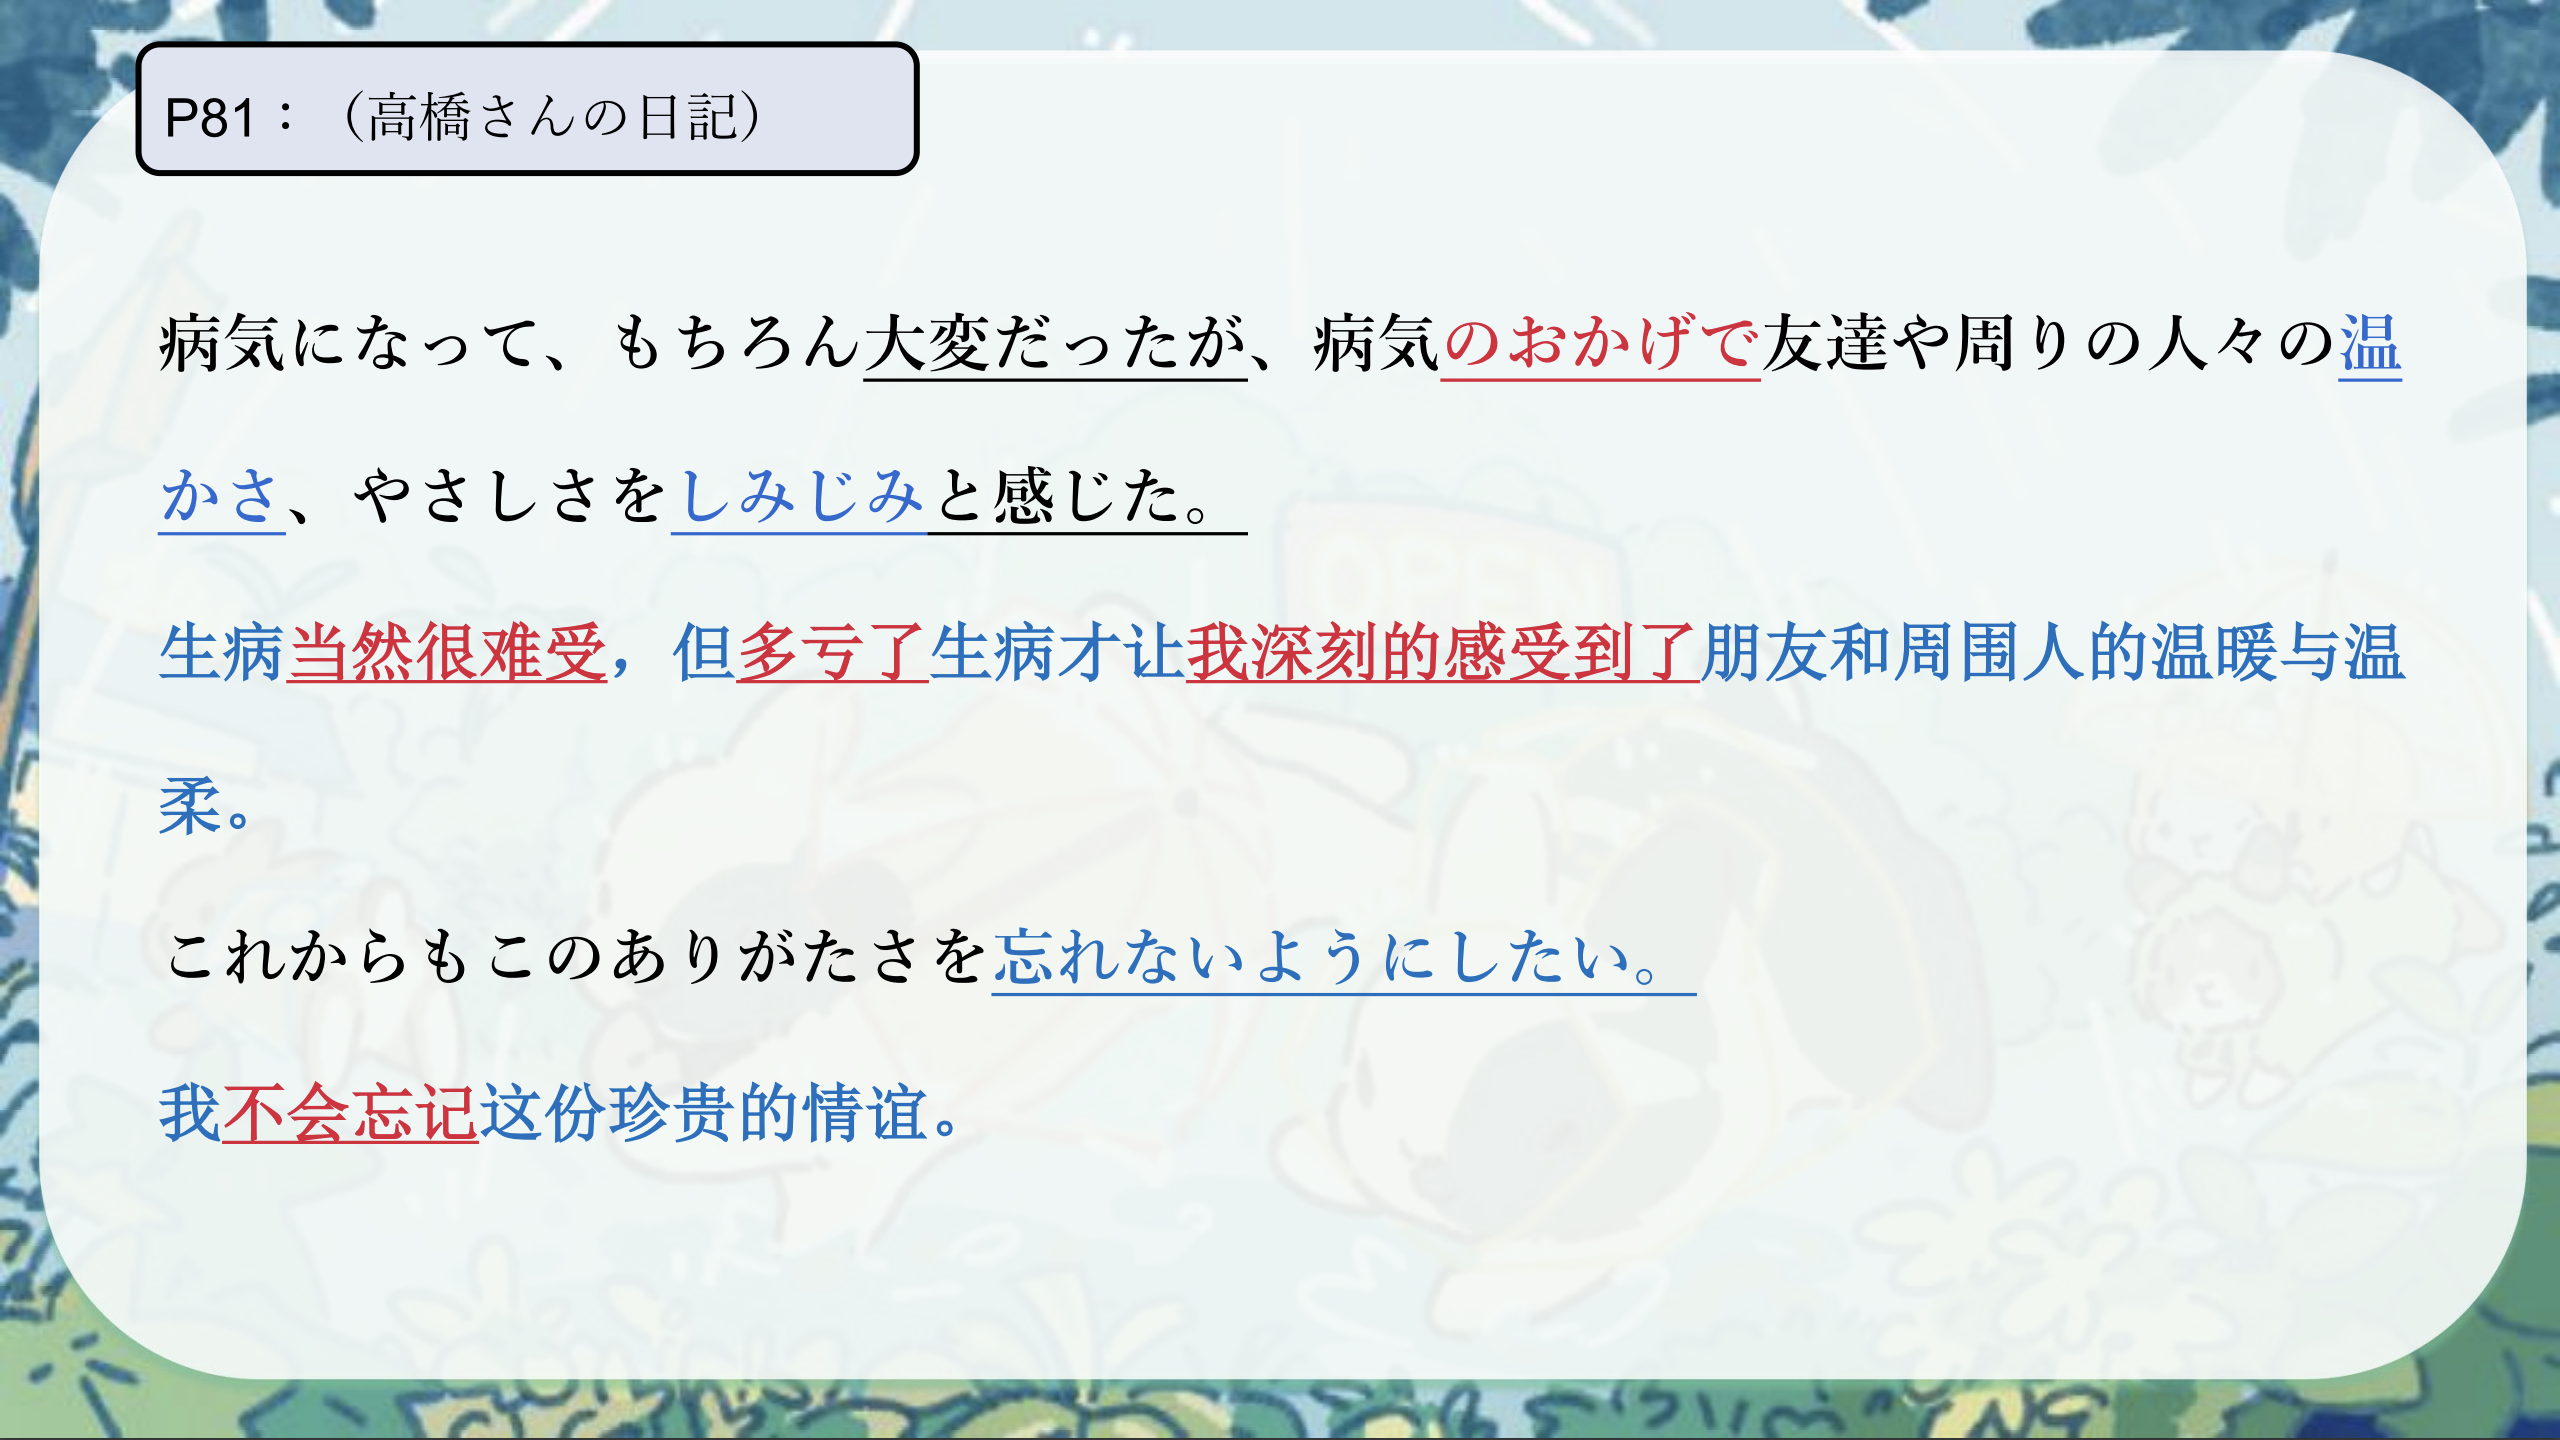 P81：（高橋さんの日記）
病気になって、もちろん大変だったが、病気のおかげで友達や周りの人々の温
かさ、やさしさをしみじみと感じた。
生病当然很难受，但多亏了生病才让我深刻的感受到了朋友和周围人的温暖与温
柔。
これからもこのありがたさを忘れないようにしたい。
我不会忘记这份珍贵的情谊。